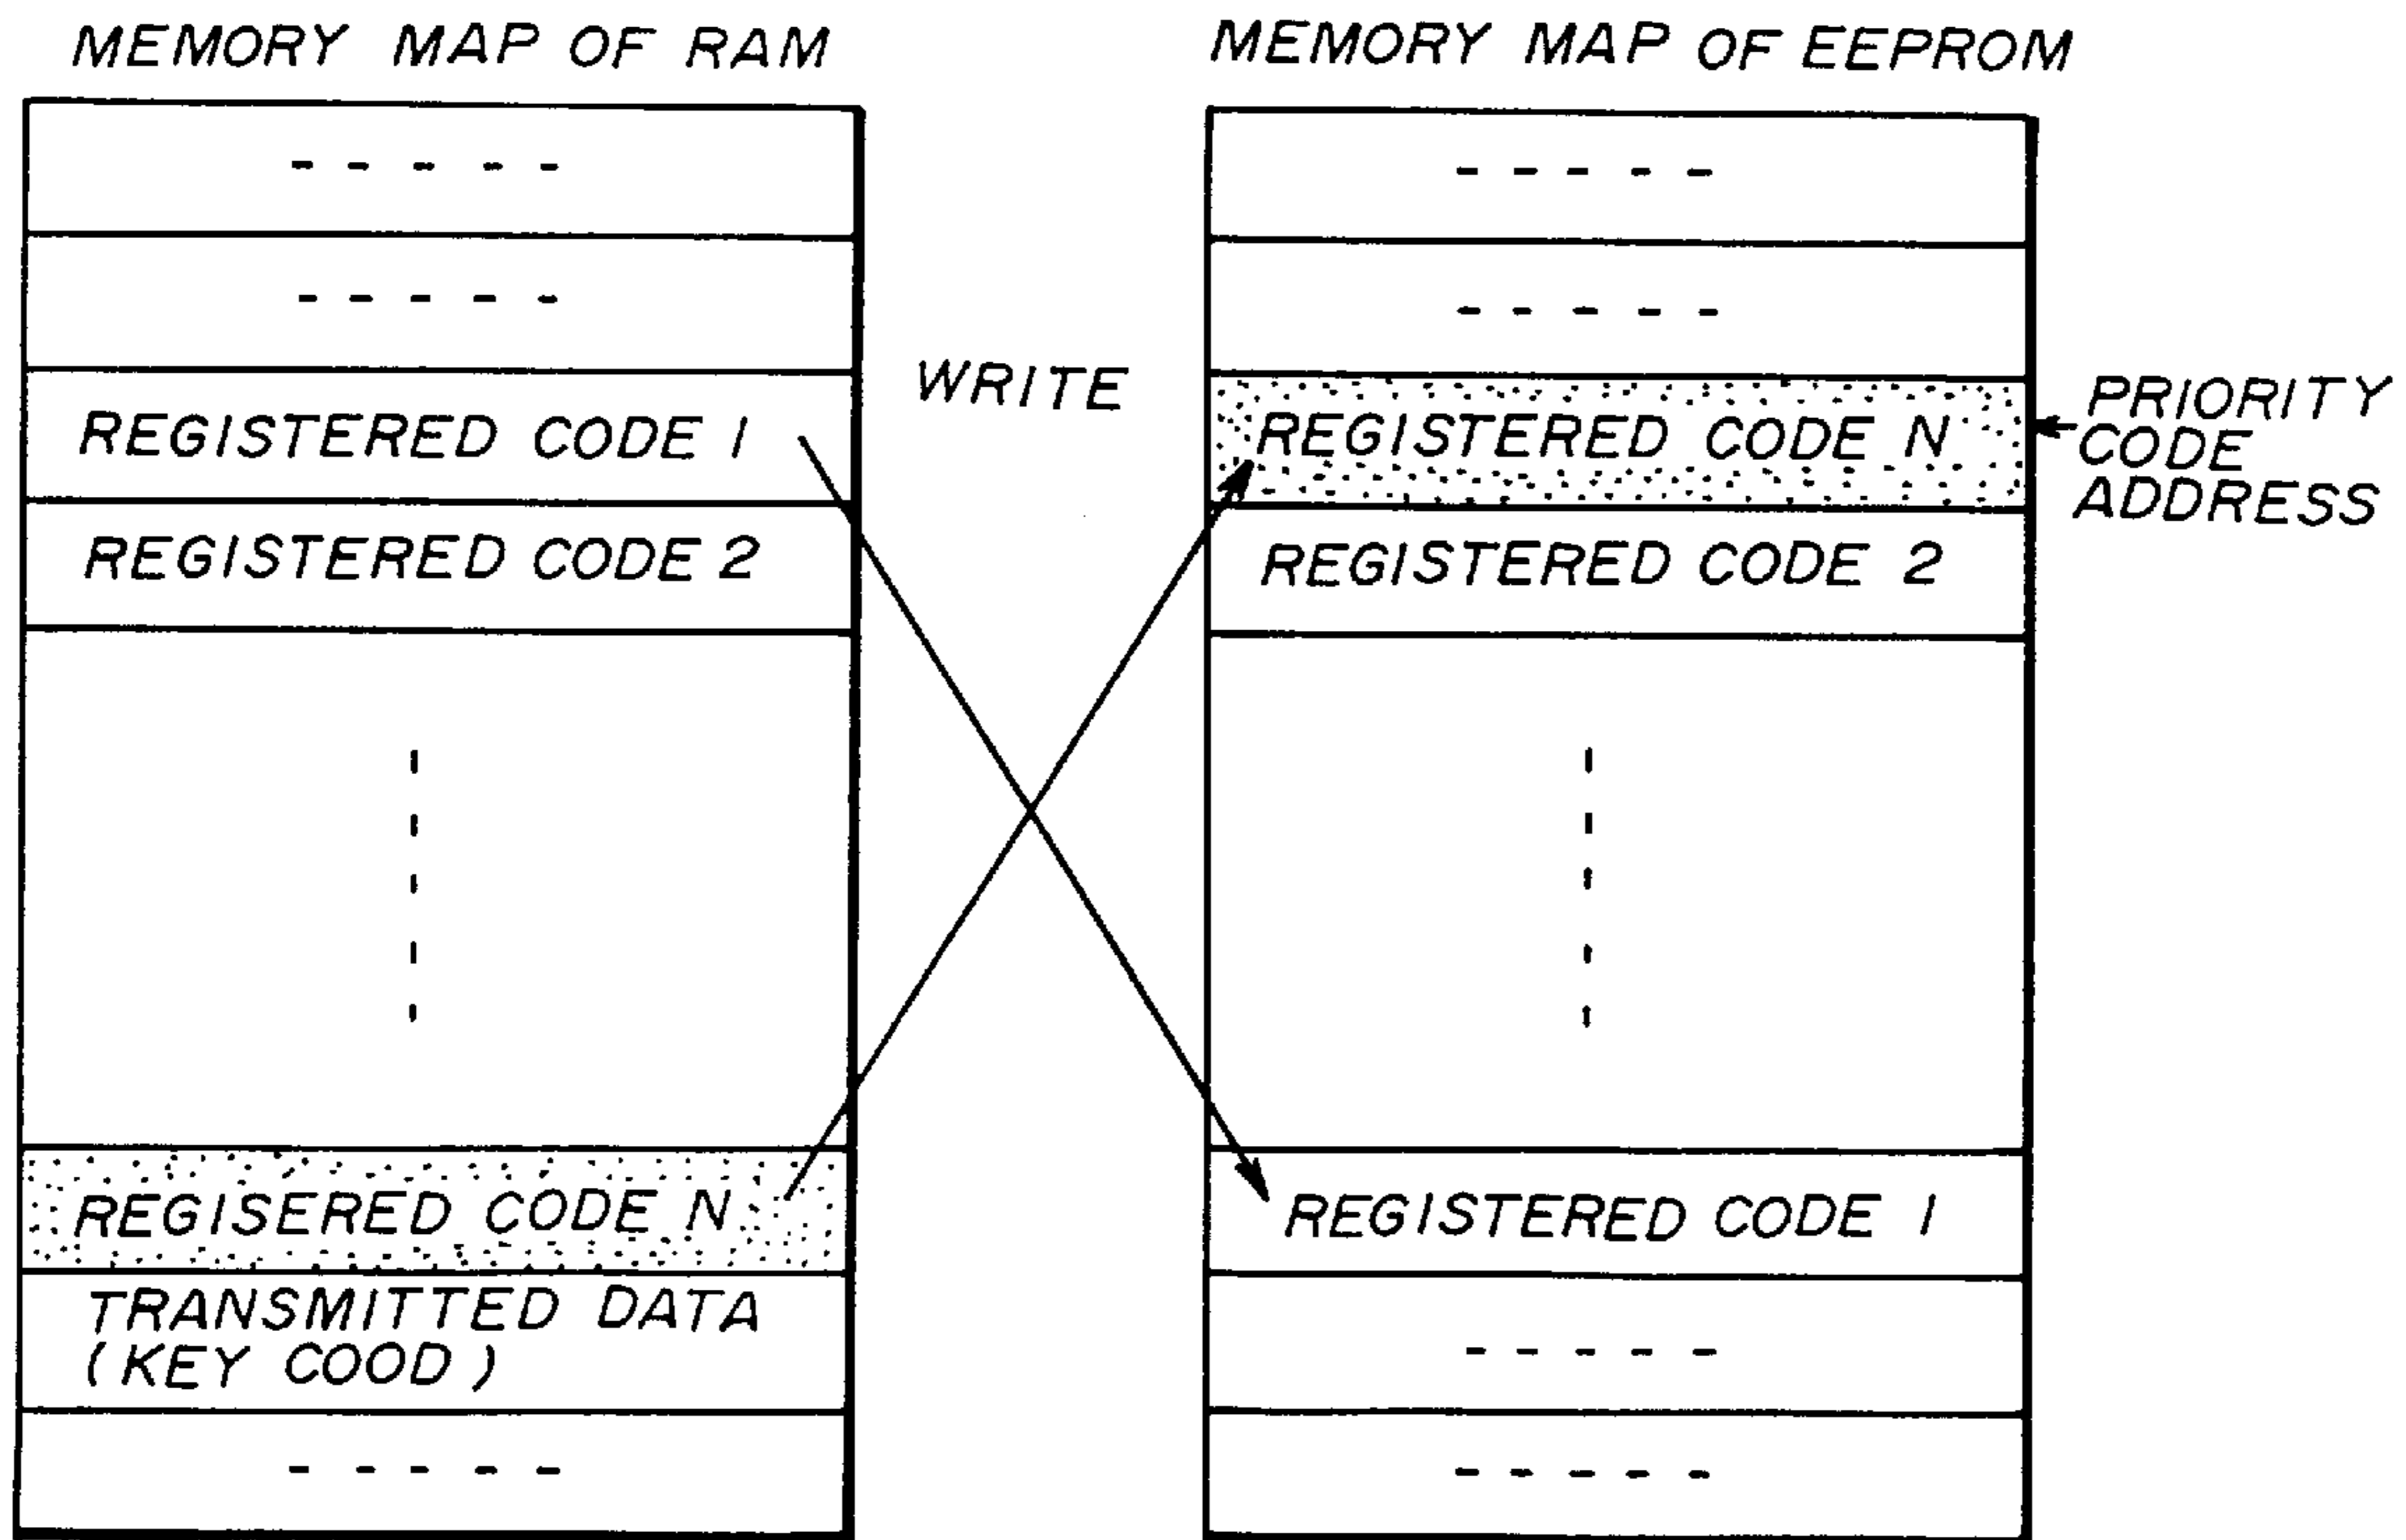 MEMORY MAP OF RAM
- - - - -
- - - - -
REGISTERED CODE 1
REGISTERED CODE 2
REGISERED CODE N
TRANSMITTED DATA
(KEY COOD)
- - - - -
WRITE
MEMORY MAP OF EEPROM
- - - - -
- - - - -
REGISTERED CODE N
REGISTERED CODE 2
REGISTERED CODE 1
- - - - -
- - - - -
PRIORITY
CODE
ADDRESS